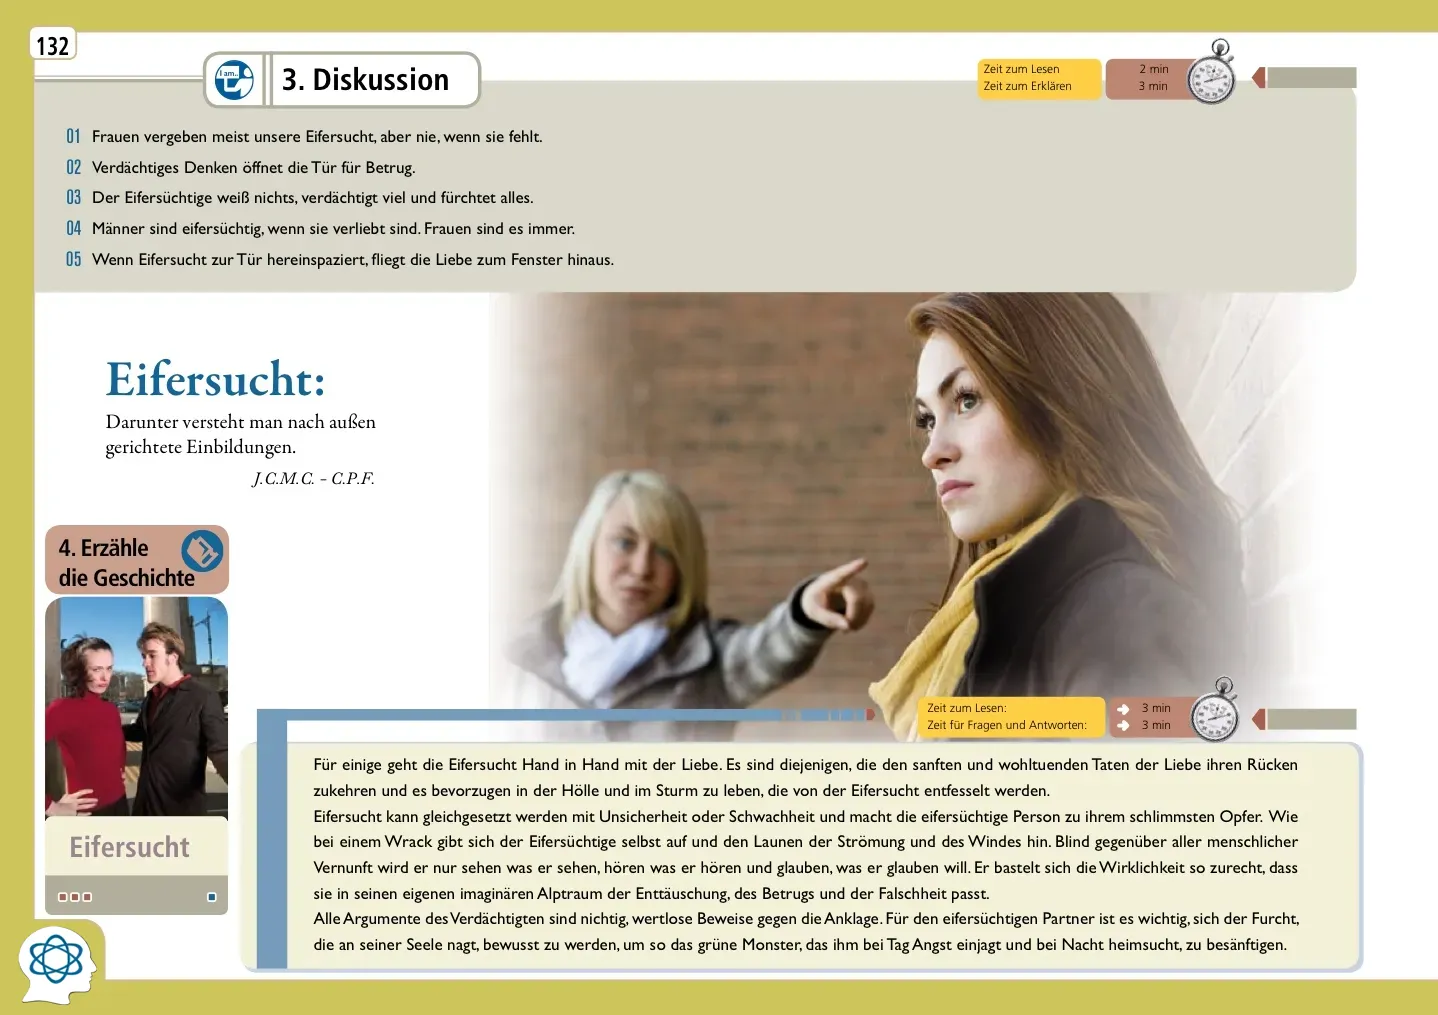 132
I am...
3. Diskussion
Zeit zum Lesen 2 min
Zeit zum Erklären 3 min
01 Frauen vergeben meist unsere Eifersucht, aber nie, wenn sie fehlt.
02 Verdächtiges Denken öffnet die Tür für Betrug.
03 Der Eifersüchtige weiß nichts, verdächtigt viel und fürchtet alles.
04 Männer sind eifersüchtig, wenn sie verliebt sind. Frauen sind es immer.
05 Wenn Eifersucht zur Tür hereinspaziert, fliegt die Liebe zum Fenster hinaus.
Eifersucht:
Darunter versteht man nach außen
gerichtete Einbildungen.
J.C.M.C. - C.P.F.
4. Erzähle
die Geschichte
Eifersucht
Zeit zum Lesen: 3 min
Zeit für Fragen und Antworten: 3 min
Für einige geht die Eifersucht Hand in Hand mit der Liebe. Es sind diejenigen, die den sanften und wohltuenden Taten der Liebe ihren Rücken
zukehren und es bevorzugen in der Hölle und im Sturm zu leben, die von der Eifersucht entfesselt werden.
Eifersucht kann gleichgesetzt werden mit Unsicherheit oder Schwachheit und macht die eifersüchtige Person zu ihrem schlimmsten Opfer. Wie
bei einem Wrack gibt sich der Eifersüchtige selbst auf und den Launen der Strömung und des Windes hin. Blind gegenüber aller menschlicher
Vernunft wird er nur sehen was er sehen, hören was er hören und glauben, was er glauben will. Er bastelt sich die Wirklichkeit so zurecht, dass
sie in seinen eigenen imaginären Alptraum der Enttäuschung, des Betrugs und der Falschheit passt.
Alle Argumente des Verdächtigten sind nichtig, wertlose Beweise gegen die Anklage. Für den eifersüchtigen Partner ist es wichtig, sich der Furcht,
die an seiner Seele nagt, bewusst zu werden, um so das grüne Monster, das ihm bei Tag Angst einjagt und bei Nacht heimsucht, zu besänftigen.